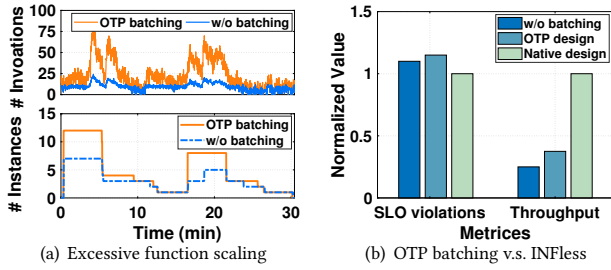 # Invoations
100
75
50
25
0
OTP batching
w/o batching
# Instances
15
10
5
0
OTP batching
w/o batching
0 10 20 30
Time (min)
(a) Excessive function scaling
Normalized Value
1.5
1
0.5
0
w/o batching
OTP design
Native design
SLO violations Throughput
Metrices
(b) OTP batching v.s. INFless